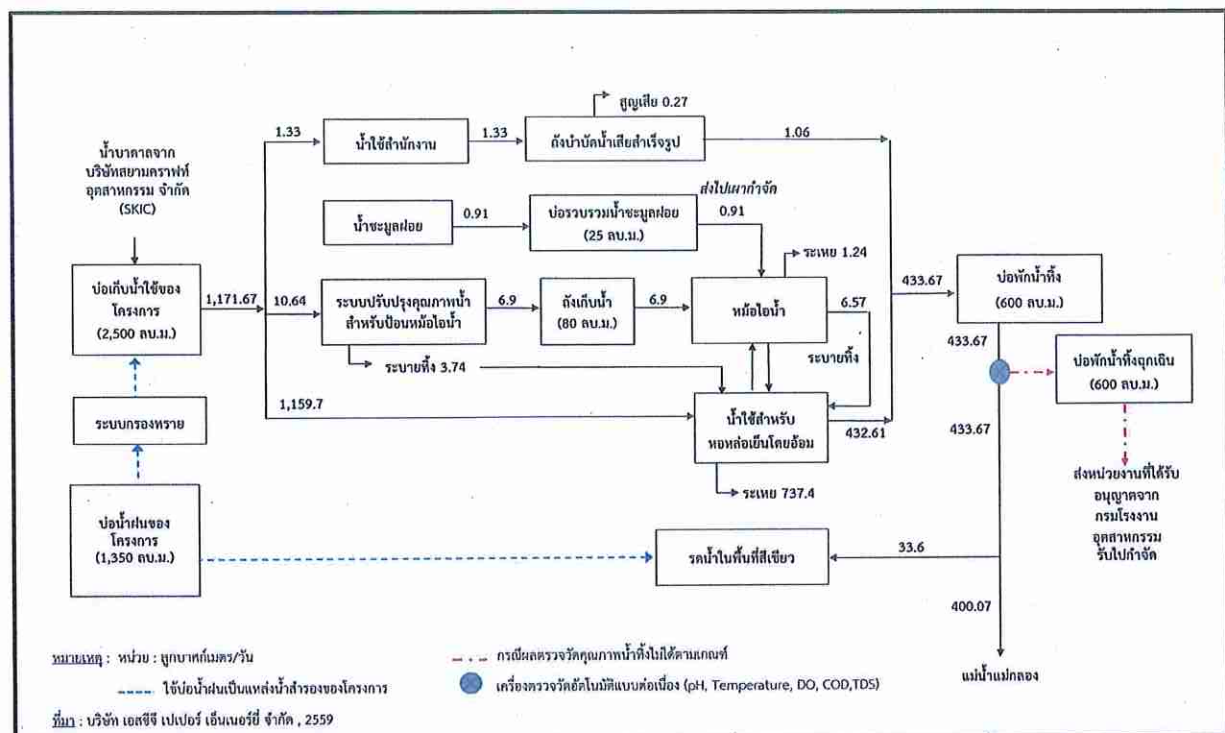 น้ำบาดาลจาก
บริษัทสยามคราฟท์
อุตสาหกรรม จำกัด
(SKIC)
บ่อเก็บน้ำใช้ของ
โครงการ
(2,500 ลบ.ม.)
1,171.67
ระบบกรองทราย
บ่อน้ำฝนของ
โครงการ
(1,350 ลบ.ม.)
1.33
น้ำใช้สำนักงาน
1.33
ถังบำบัดน้ำเสียสำเร็จรูป
สูญเสีย 0.27
1.06
น้ำชะมูลฝอย
0.91
บ่อรวบรวมน้ำชะมูลฝอย
(25 ลบ.ม.)
ส่งไปเผากำจัด
0.91
10.64
ระบบปรับปรุงคุณภาพน้ำ
สำหรับป้อนหม้อไอน้ำ
6.9
ถังเก็บน้ำ
(80 ลบ.ม.)
6.9
หม้อไอน้ำ
ระเหย 1.24
6.57
ระบายทิ้ง
ระบายทิ้ง 3.74
1,159.7
น้ำใช้สำหรับ
หอหล่อเย็นโดยอ้อม
432.61
ระเหย 737.4
433.67
บ่อพักน้ำทิ้ง
(600 ลบ.ม.)
433.67
บ่อพักน้ำทิ้งฉุกเฉิน
(600 ลบ.ม.)
433.67
ส่งหน่วยงานที่ได้รับ
อนุญาตจาก
กรมโรงงาน
อุตสาหกรรม
รับไปกำจัด
รดน้ำในพื้นที่สีเขียว
33.6
400.07
แม่น้ำแม่กลอง
หมายเหตุ : หน่วย : ลูกบาศก์เมตร/วัน
กรณีผลตรวจวัดคุณภาพน้ำทิ้งไม่ได้ตามเกณฑ์
ใช้บ่อน้ำฝนเป็นแหล่งน้ำสำรองของโครงการ
เครื่องตรวจวัดอัตโนมัติแบบต่อเนื่อง (pH, Temperature, DO, COD,TDS)
ที่มา : บริษัท เอสซีจี เปเปอร์ เอ็นเนอร์ยี่ จำกัด , 2559